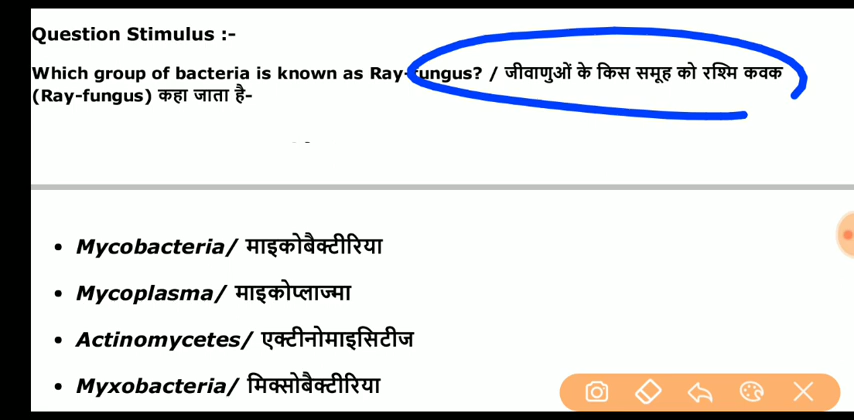 Question Stimulus :-
Which group of bacteria is known as Ray-fungus? / जीवाणुओं के किस समूह को रश्मि कवक
(Ray-fungus) कहा जाता है-
• Mycobacteria/ माइकोबैक्टीरिया
• Mycoplasma/ माइकोप्लाज्मा
• Actinomycetes/ एक्टीनोमाइसिटीज
• Myxobacteria/ मिक्सोबैक्टीरिया